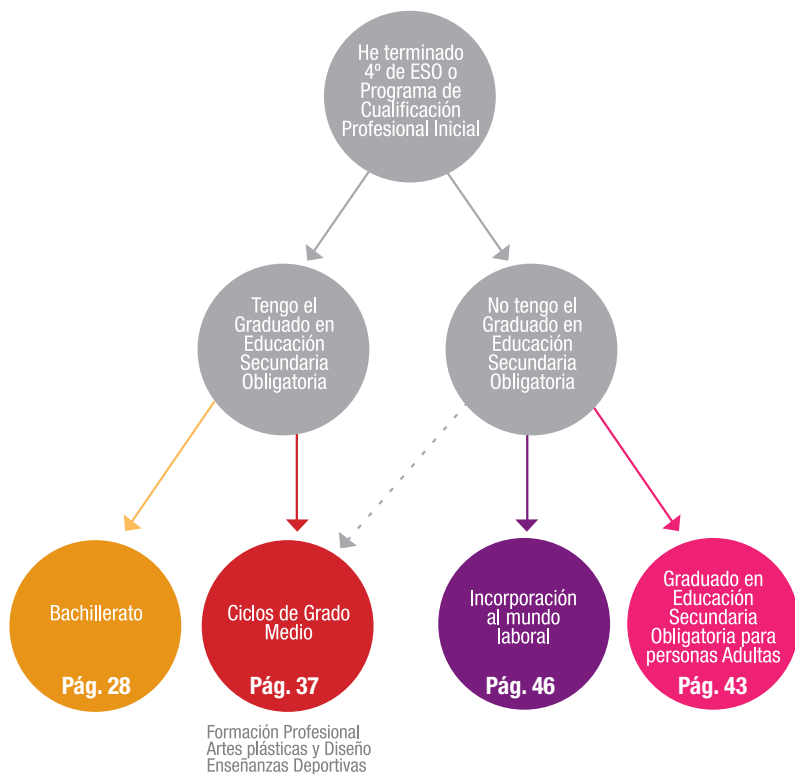 He terminado
4º de ESO o
Programa de
Cualificación
Profesional Inicial
Tengo el
Graduado en
Educación
Secundaria
Obligatoria
No tengo el
Graduado en
Educación
Secundaria
Obligatoria
Bachillerato
Pág. 28
Ciclos de Grado
Medio
Pág. 37
Formación Profesional
Artes plásticas y Diseño
Enseñanzas Deportivas
Incorporación
al mundo
laboral
Pág. 46
Graduado en
Educación
Secundaria
Obligatoria para
personas Adultas
Pág. 43